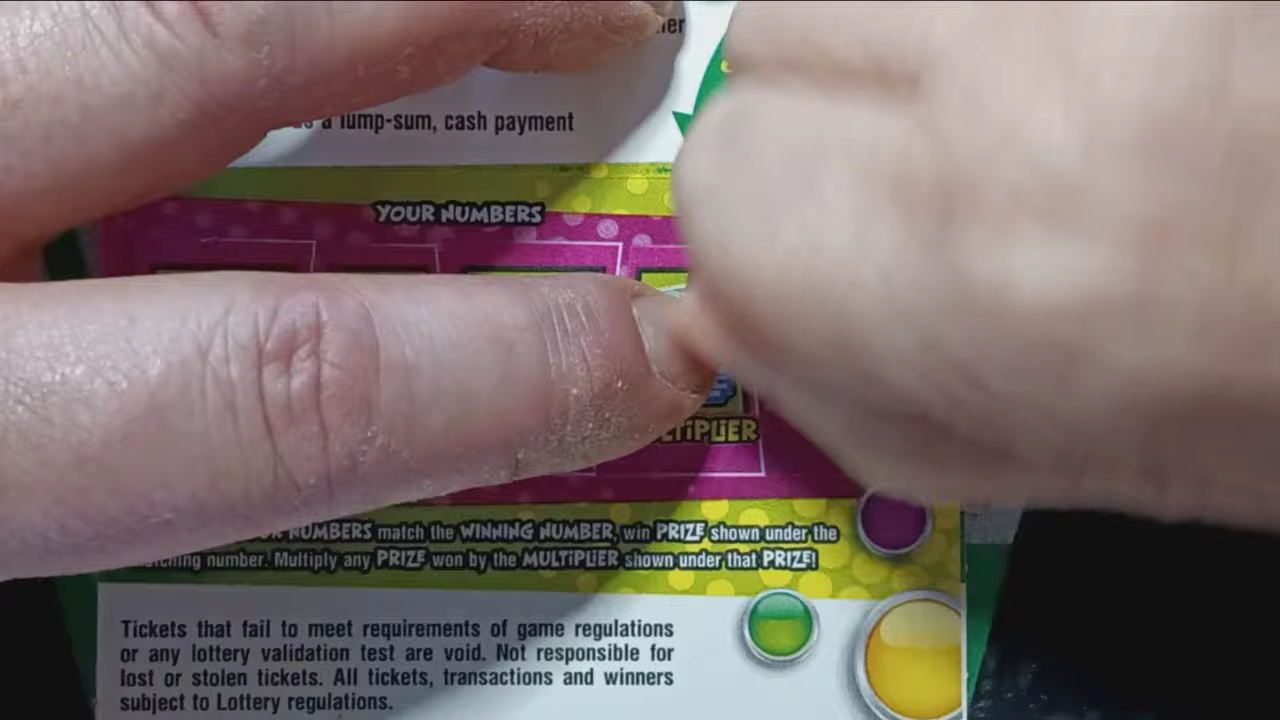 a lump-sum, cash payment
YOUR NUMBERS
NUMBERS match the WINNING NUMBER, win PRIZE shown under the
number. Multiply any PRIZE won by the MULTIPLIER shown under that PRIZE!
Tickets that fail to meet requirements of game regulations
or any lottery validation test are void. Not responsible for
lost or stolen tickets. All tickets, transactions and winners
subject to Lottery regulations.